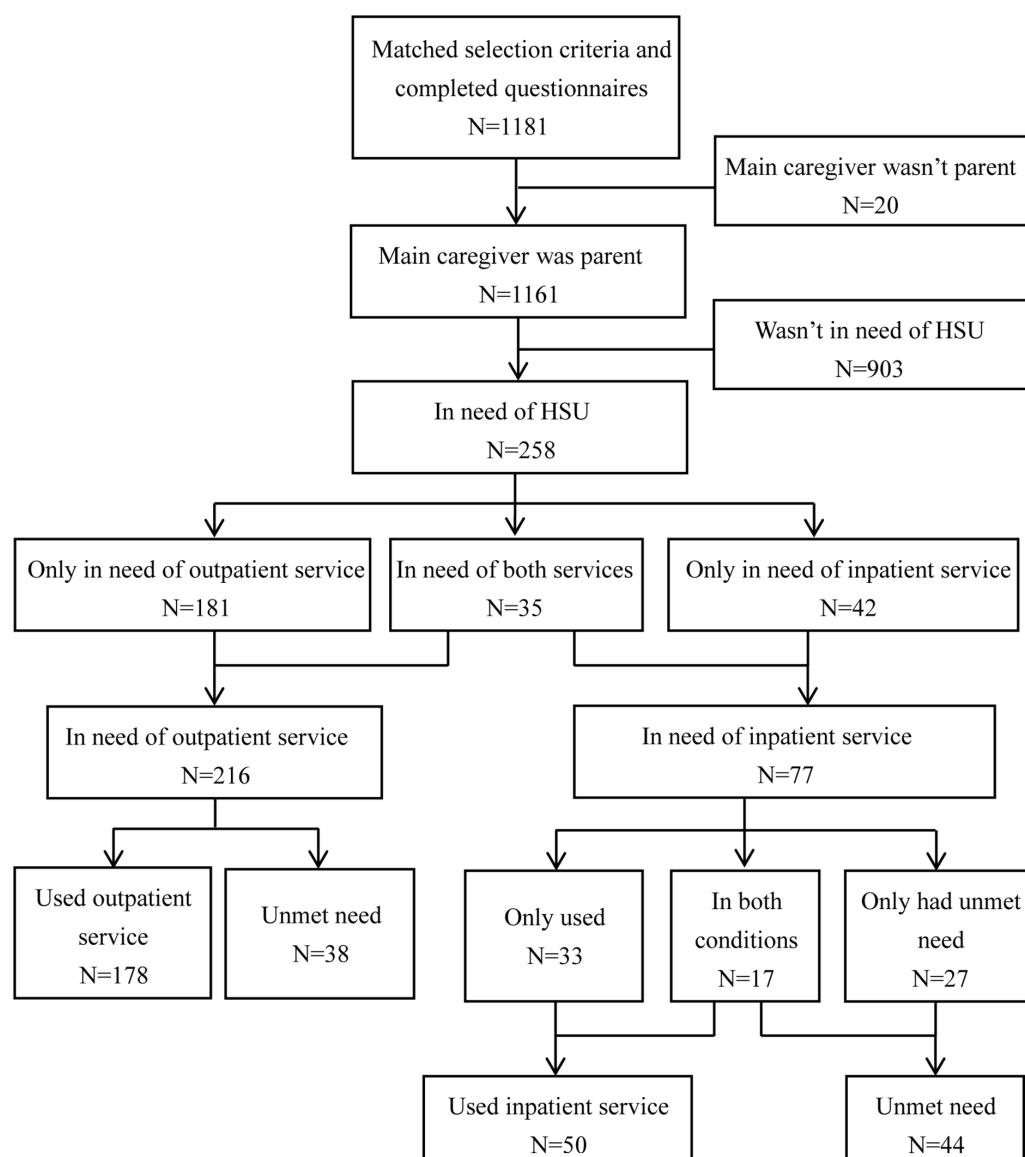 Matched selection criteria and
completed questionnaires
N=1181
Main caregiver wasn’t parent
N=20
Main caregiver was parent
N=1161
Wasn’t in need of HSU
N=903
In need of HSU
N=258
Only in need of outpatient service
N=181
In need of both services
N=35
Only in need of inpatient service
N=42
In need of outpatient service
N=216
In need of inpatient service
N=77
Used outpatient
service
N=178
Unmet need
N=38
Only used
N=33
In both
conditions
N=17
Only had unmet
need
N=27
Used inpatient service
N=50
Unmet need
N=44